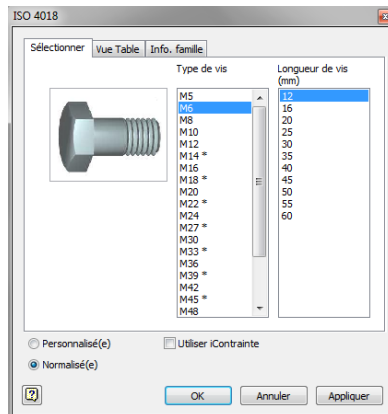 ISO 4018
Sélectionner Vue Table Info. famille
Type de vis
Longueur de vis
(mm)
M5
M6
M8
M10
M12
M14 *
M16
M18 *
M20
M22 *
M24
M27 *
M30
M33 *
M36
M39 *
M42
M45 *
M48
12
16
20
25
30
35
40
45
50
55
60
Personnalisé(e)
Utiliser iContrainte
Normalisé(e)
? OK Annuler Appliquer